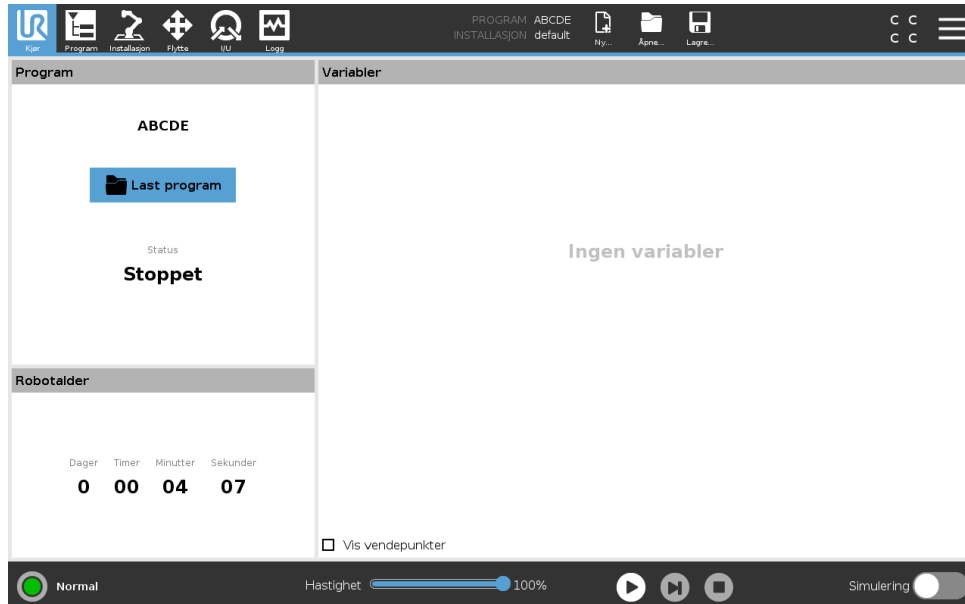 UR
Kjør
Program
Installasjon
Flytte
I/U
Logg
PROGRAM ABCDE
INSTALLASJON default
Ny...
Åpne...
Lagre...
C C
C C
Program
ABCDE
Last program
Status
Stoppet
Robotalder
Dager Timer Minutter Sekunder
0 00 04 07
Variabler
Ingen variabler
Vis vendepunkter
Normal
Hastighet 100%
Simulering